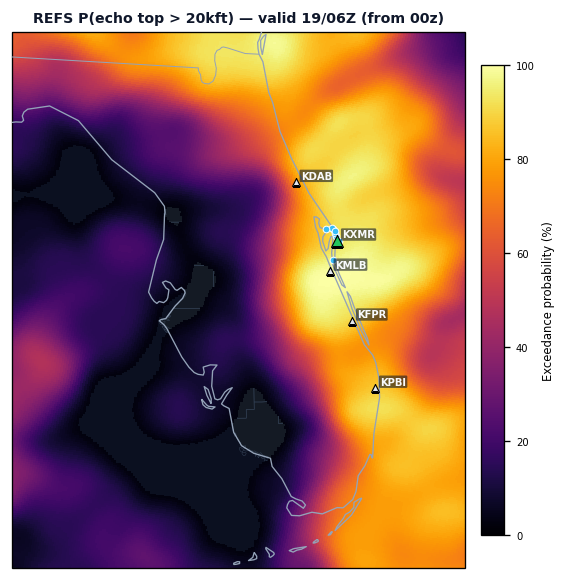 REFS P(echo top > 20kft) — valid 19/06Z (from 00z)
KDAB
KXMR
KMLB
KFPR
KPBI
100
80
60
40
20
0
Exceedance probability (%)